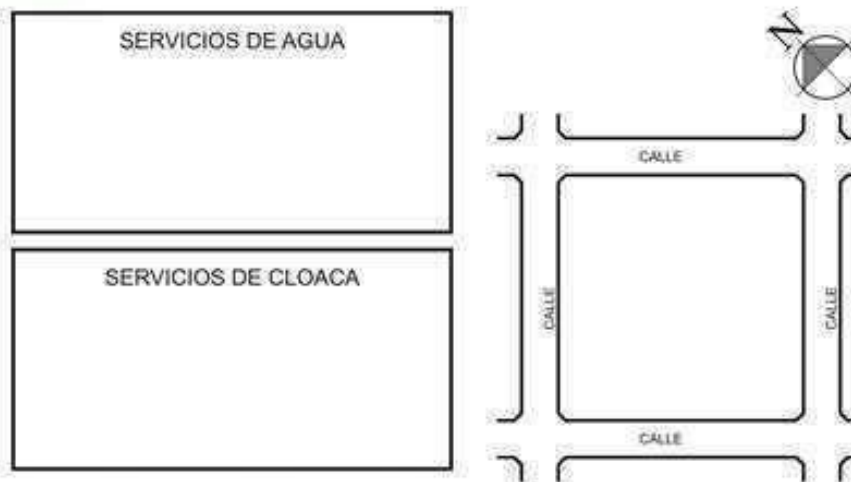 SERVICIOS DE AGUA
SERVICIOS DE CLOACA
N
CALLE
CALLE
CALLE
CALLE